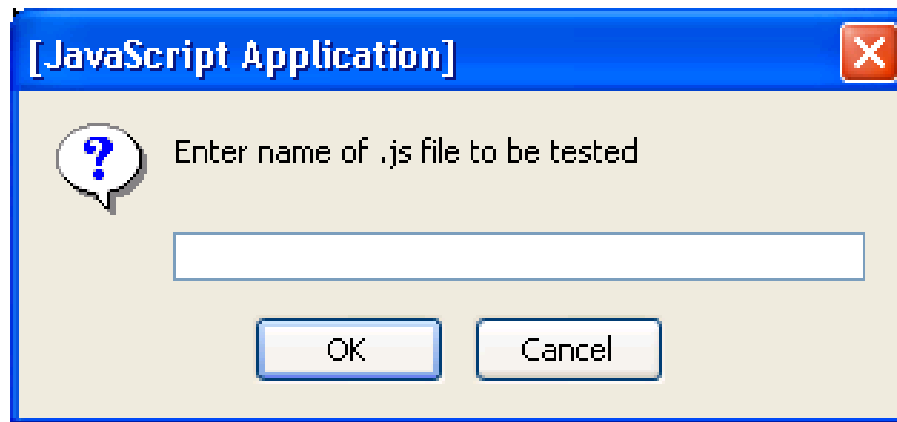 [JavaScript Application]
Enter name of .js file to be tested
OK
Cancel